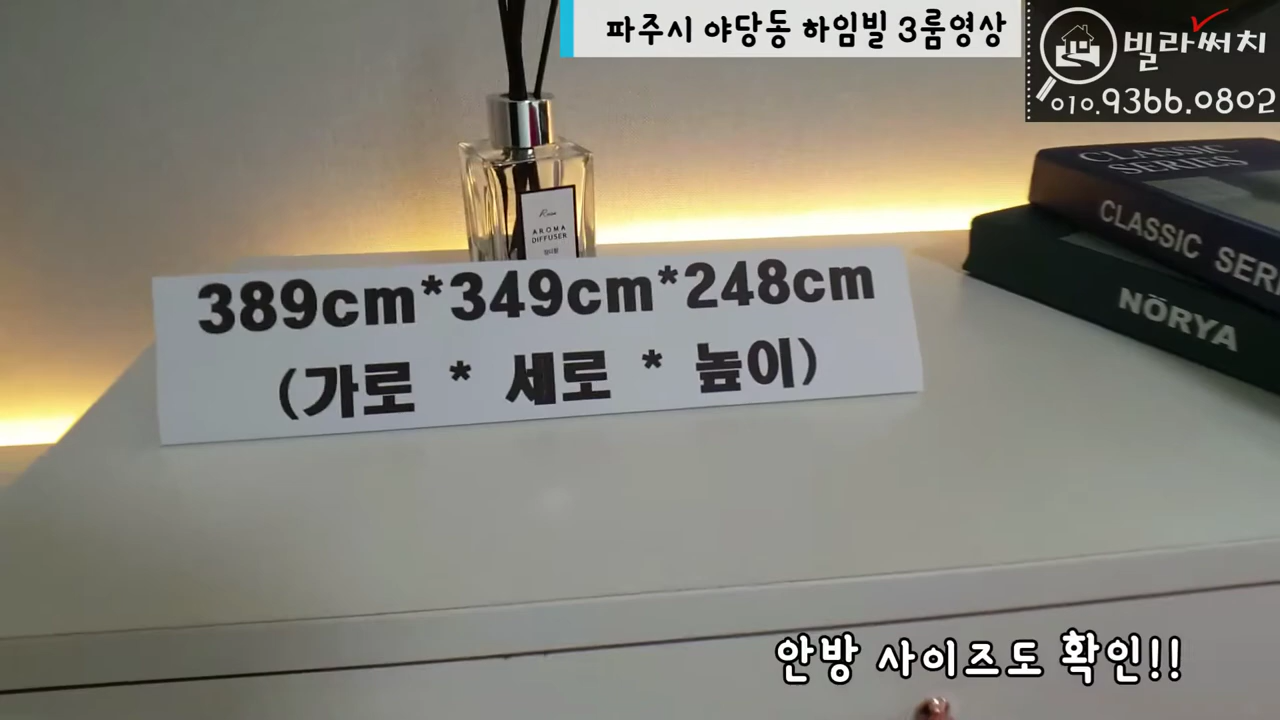 파주시 야당동 하임빌 3룸영상
빌라써치
010.9366.0802
AROMA
DIFFUSER
CLASSIC
SERIES
CLASSIC SERI
NŌRYA
389cm*349cm*248cm
(가로 * 세로 * 높이)
안방 사이즈도 확인!!